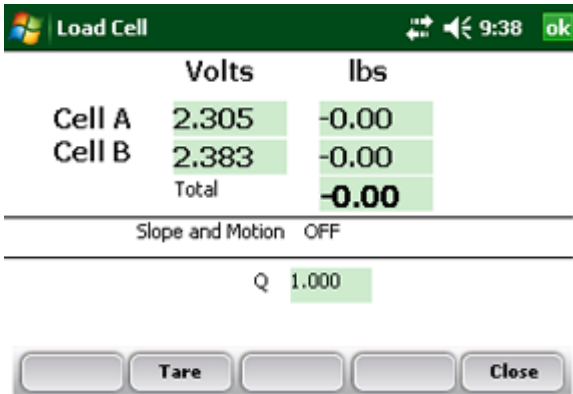 Load Cell 9:38 ok
Volts lbs
Cell A 2.305 -0.00
Cell B 2.383 -0.00
Total -0.00
Slope and Motion OFF
Q 1.000
Tare Close